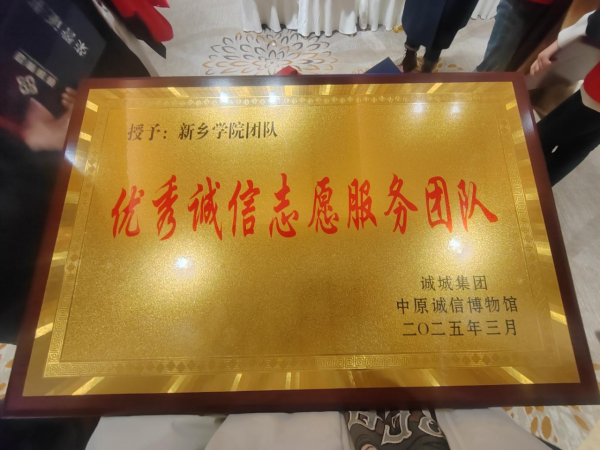 授予：新乡学院团队
优秀诚信志愿服务团队
诚城集团
中原诚信博物馆
二〇二五年三月